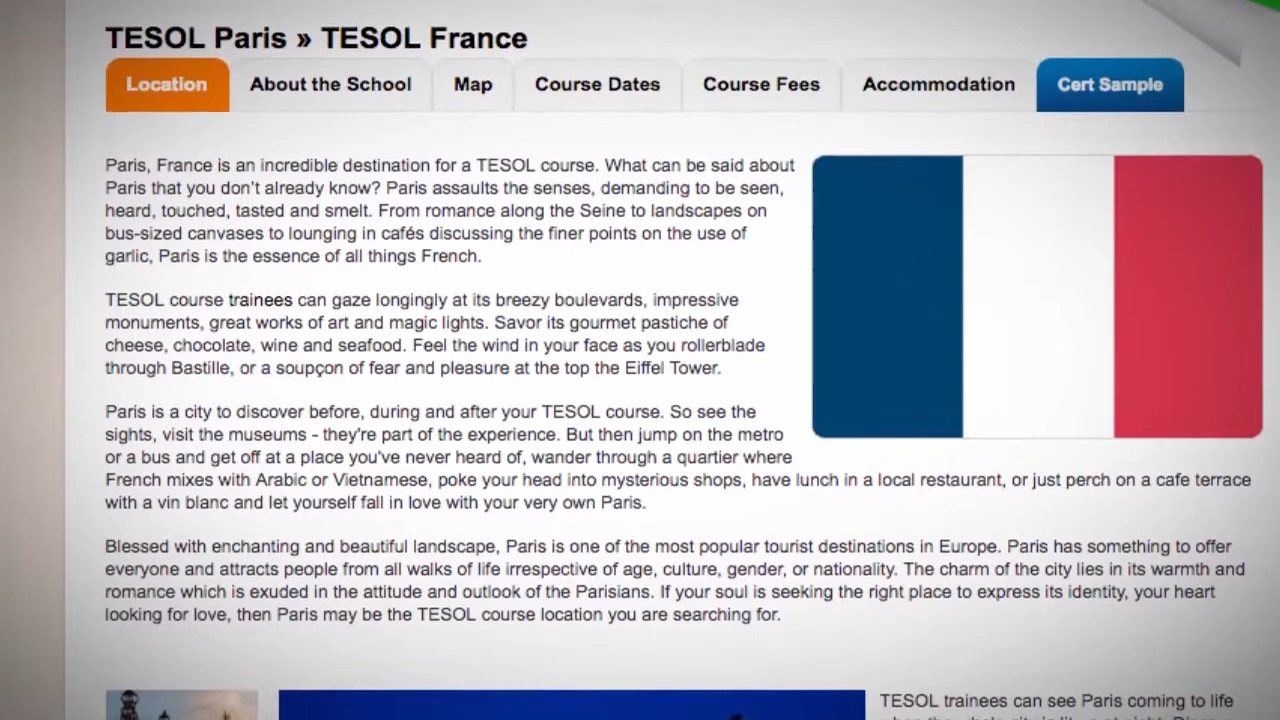 TESOL Paris » TESOL France
Location
About the School
Map
Course Dates
Course Fees
Accommodation
Cert Sample
Paris, France is an incredible destination for a TESOL course. What can be said about
Paris that you don't already know? Paris assaults the senses, demanding to be seen,
heard, touched, tasted and smelt. From romance along the Seine to landscapes on
bus-sized canvases to lounging in cafés discussing the finer points on the use of
garlic, Paris is the essence of all things French.
TESOL course trainees can gaze longingly at its breezy boulevards, impressive
monuments, great works of art and magic lights. Savor its gourmet pastiche of
cheese, chocolate, wine and seafood. Feel the wind in your face as you rollerblade
through Bastille, or a soupçon of fear and pleasure at the top the Eiffel Tower.
Paris is a city to discover before, during and after your TESOL course. So see the
sights, visit the museums - they're part of the experience. But then jump on the metro
or a bus and get off at a place you've never heard of, wander through a quartier where
French mixes with Arabic or Vietnamese, poke your head into mysterious shops, have lunch in a local restaurant, or just perch on a cafe terrace
with a vin blanc and let yourself fall in love with your very own Paris.
Blessed with enchanting and beautiful landscape, Paris is one of the most popular tourist destinations in Europe. Paris has something to offer
everyone and attracts people from all walks of life irrespective of age, culture, gender, or nationality. The charm of the city lies in its warmth and
romance which is exuded in the attitude and outlook of the Parisians. If your soul is seeking the right place to express its identity, your heart
looking for love, then Paris may be the TESOL course location you are searching for.
TESOL trainees can see Paris coming to life